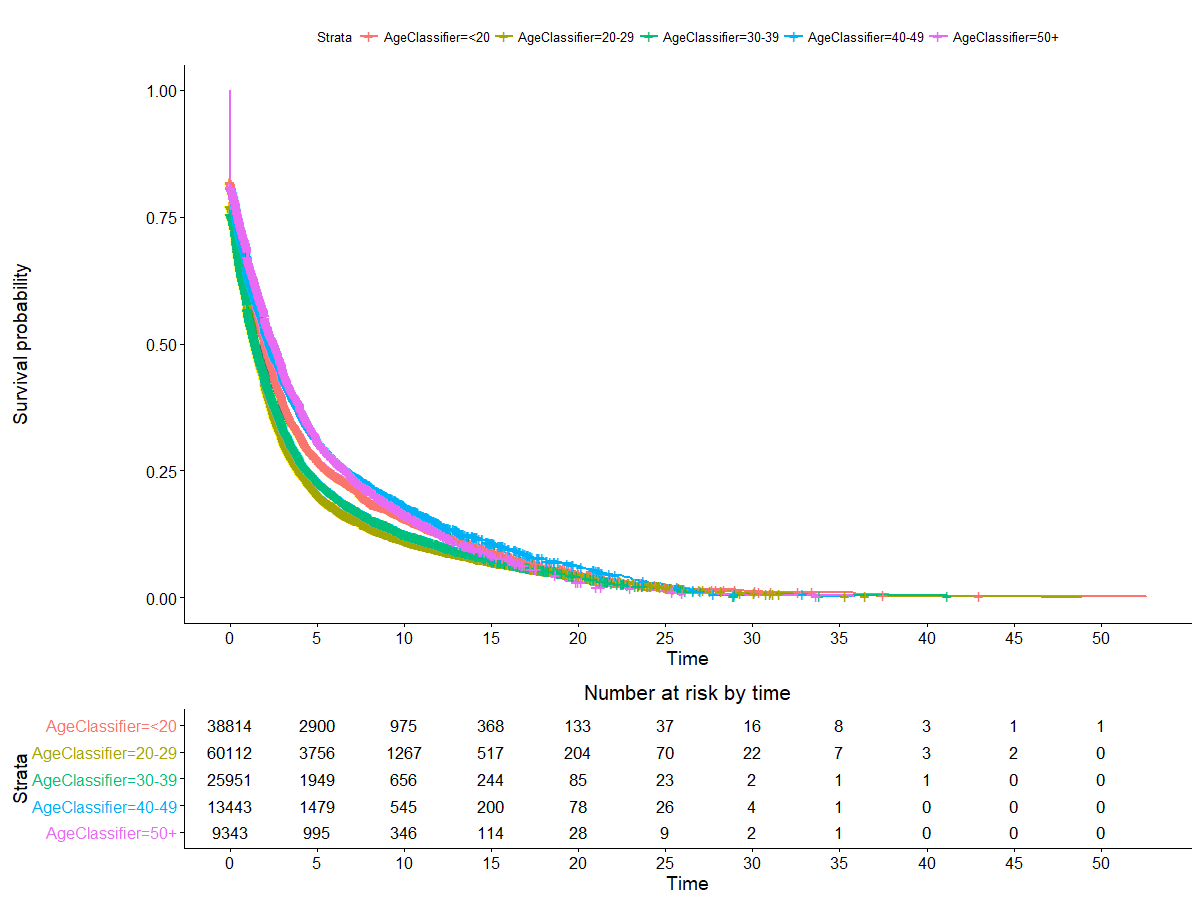 Strata AgeClassifier=<20 AgeClassifier=20-29 AgeClassifier=30-39 AgeClassifier=40-49 AgeClassifier=50+
Survival probability
1.00
0.75
0.50
0.25
0.00
0 5 10 15 20 25 30 35 40 45 50
Time
Number at risk by time
Strata
AgeClassifier=<20 38814 2900 975 368 133 37 16 8 3 1 1
AgeClassifier=20-29 60112 3756 1267 517 204 70 22 7 3 2 0
AgeClassifier=30-39 25951 1949 656 244 85 23 2 1 1 0 0
AgeClassifier=40-49 13443 1479 545 200 78 26 4 1 0 0 0
AgeClassifier=50+ 9343 995 346 114 28 9 2 1 0 0 0
0 5 10 15 20 25 30 35 40 45 50
Time